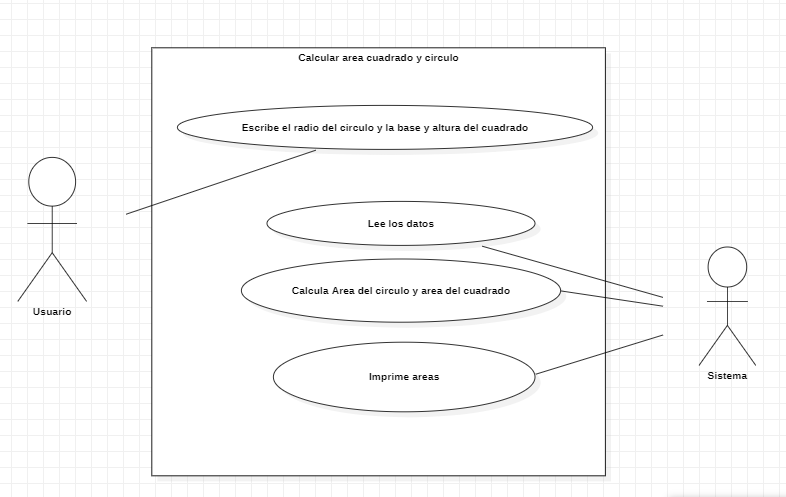 Calcular area cuadrado y circulo
Escribe el radio del circulo y la base y altura del cuadrado
Lee los datos
Calcula Area del circulo y area del cuadrado
Usuario
Imprime areas
Sistema